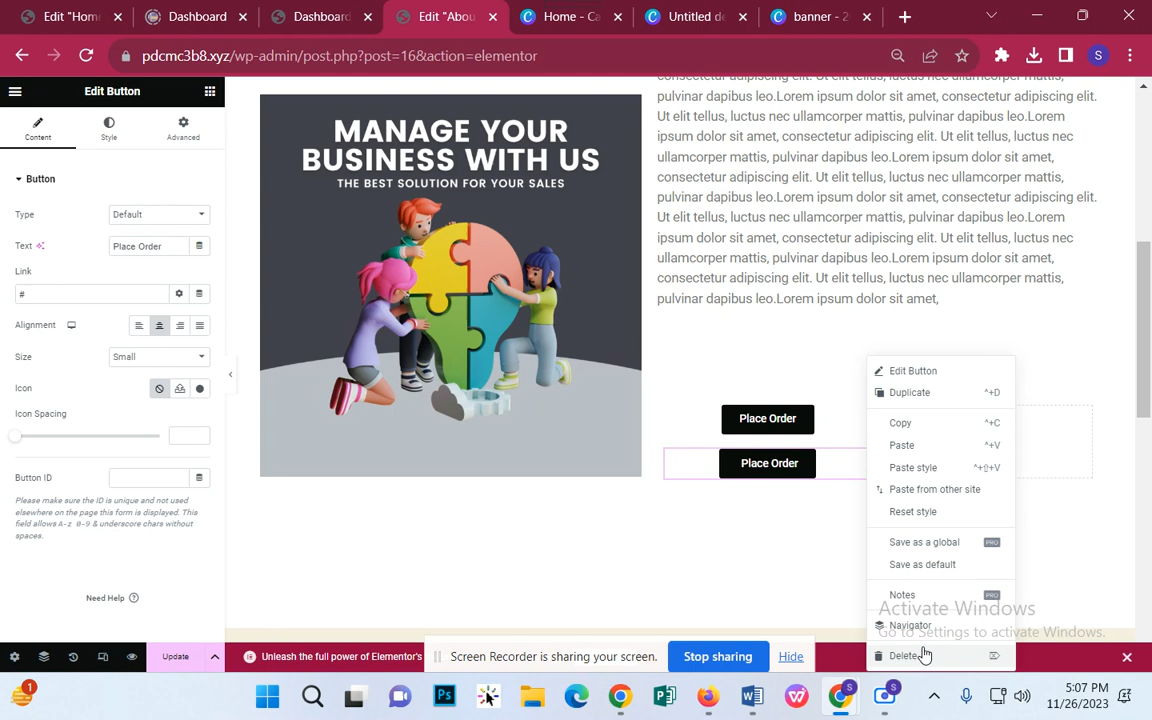 Edit "Home
Dashboard
Dashboard
Edit "Abou
Home - Ca
Untitled de
banner - 2
pdcmc3b8.xyz/wp-admin/post.php?post=16&action=elementor
S
Edit Button
Content
Style
Advanced
Button
Type
Default
Text
Place Order
Link
#
Alignment
Size
Small
Icon
Icon Spacing
Button ID
Please make sure the ID is unique and not used
elsewhere on the page this form is displayed. This
field allows A-z 0-9 & underscore chars without
spaces.
Need Help
Update
MANAGE YOUR
BUSINESS WITH US
THE BEST SOLUTION FOR YOUR SALES
consectetur adipiscing elit. Ut elit tellus, luctus nec ullamcorper mattis,
pulvinar dapibus leo.Lorem ipsum dolor sit amet, consectetur adipiscing elit.
Ut elit tellus, luctus nec ullamcorper mattis, pulvinar dapibus leo.Lorem
ipsum dolor sit amet, consectetur adipiscing elit. Ut elit tellus, luctus nec
ullamcorper mattis, pulvinar dapibus leo.Lorem ipsum dolor sit amet,
consectetur adipiscing elit. Ut elit tellus, luctus nec ullamcorper mattis,
pulvinar dapibus leo.Lorem ipsum dolor sit amet, consectetur adipiscing elit.
Ut elit tellus, luctus nec ullamcorper mattis, pulvinar dapibus leo.Lorem
ipsum dolor sit amet, consectetur adipiscing elit. Ut elit tellus, luctus nec
ullamcorper mattis, pulvinar dapibus leo.Lorem ipsum dolor sit amet,
consectetur adipiscing elit. Ut elit tellus, luctus nec ullamcorper mattis,
pulvinar dapibus leo.Lorem ipsum dolor sit amet,
Place Order
Place Order
Edit Button
Duplicate ^+D
Copy ^+C
Paste ^+V
Paste style ^+⇧+V
Paste from other site
Reset style
Save as a global PRO
Save as default
Notes PRO
Navigator
Delete
Activate Windows
Go to Settings to activate Windows.
Unleash the full power of Elementor's
Screen Recorder is sharing your screen.
Stop sharing
Hide
1
Ps
S
S
5:07 PM
11/26/2023